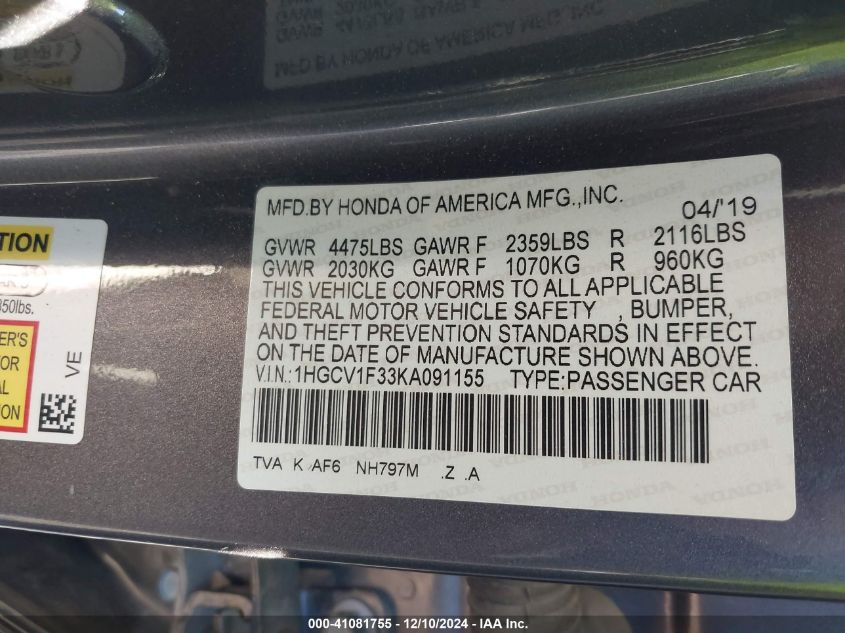 MFD.BY HONDA OF AMERICA MFG.,INC. 04/'19
GVWR 4475LBS GAWR F 2359LBS R 2116LBS
GVWR 2030KG GAWR F 1070KG R 960KG
THIS VEHICLE CONFORMS TO ALL APPLICABLE
FEDERAL MOTOR VEHICLE SAFETY , BUMPER,
AND THEFT PREVENTION STANDARDS IN EFFECT
ON THE DATE OF MANUFACTURE SHOWN ABOVE.
V.I.N.:1HGCV1F33KA091155 TYPE:PASSENGER CAR
TVA K AF6 NH797M .Z .A
350lbs.
VE
000-41081755 - 12/10/2024 - IAA Inc.